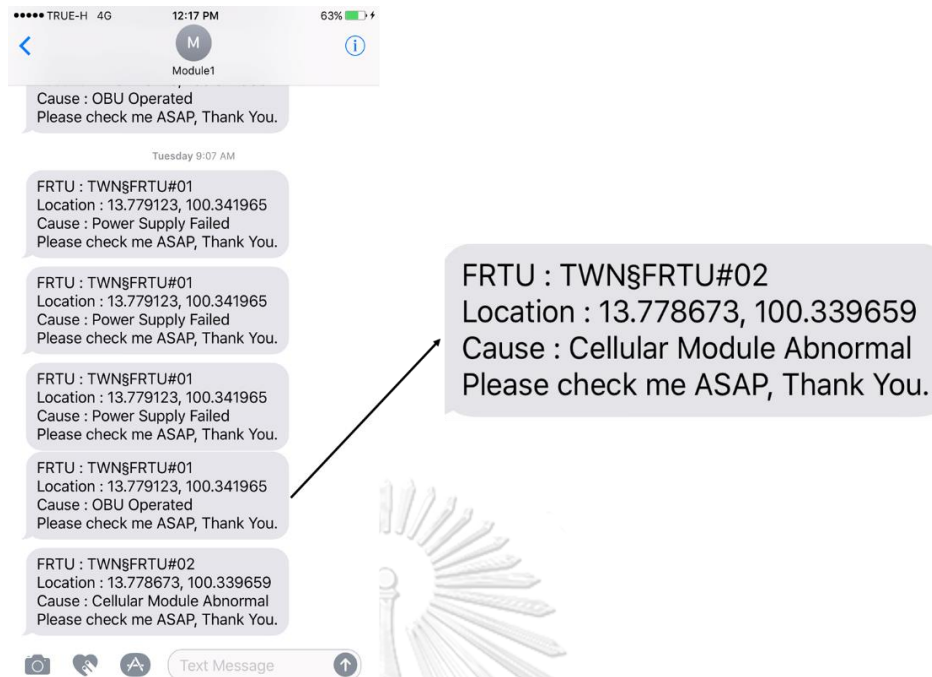 TRUE-H 4G 12:17 PM 63%
M
Module1
Cause : OBU Operated
Please check me ASAP, Thank You.
Tuesday 9:07 AM
FRTU : TWN§FRTU#01
Location : 13.779123, 100.341965
Cause : Power Supply Failed
Please check me ASAP, Thank You.
FRTU : TWN§FRTU#01
Location : 13.779123, 100.341965
Cause : Power Supply Failed
Please check me ASAP, Thank You.
FRTU : TWN§FRTU#01
Location : 13.779123, 100.341965
Cause : Power Supply Failed
Please check me ASAP, Thank You.
FRTU : TWN§FRTU#01
Location : 13.779123, 100.341965
Cause : OBU Operated
Please check me ASAP, Thank You.
FRTU : TWN§FRTU#02
Location : 13.778673, 100.339659
Cause : Cellular Module Abnormal
Please check me ASAP, Thank You.
Text Message
FRTU : TWN§FRTU#02
Location : 13.778673, 100.339659
Cause : Cellular Module Abnormal
Please check me ASAP, Thank You.